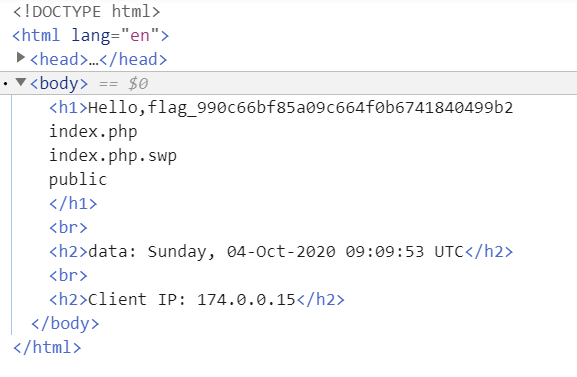 <!DOCTYPE html>
<html lang="en">
<head>…</head>
<body> == $0
<h1>Hello,flag_990c66bf85a09c664f0b6741840499b2
index.php
index.php.swp
public
</h1>
<br>
<h2>data: Sunday, 04-Oct-2020 09:09:53 UTC</h2>
<br>
<h2>Client IP: 174.0.0.15</h2>
</body>
</html>